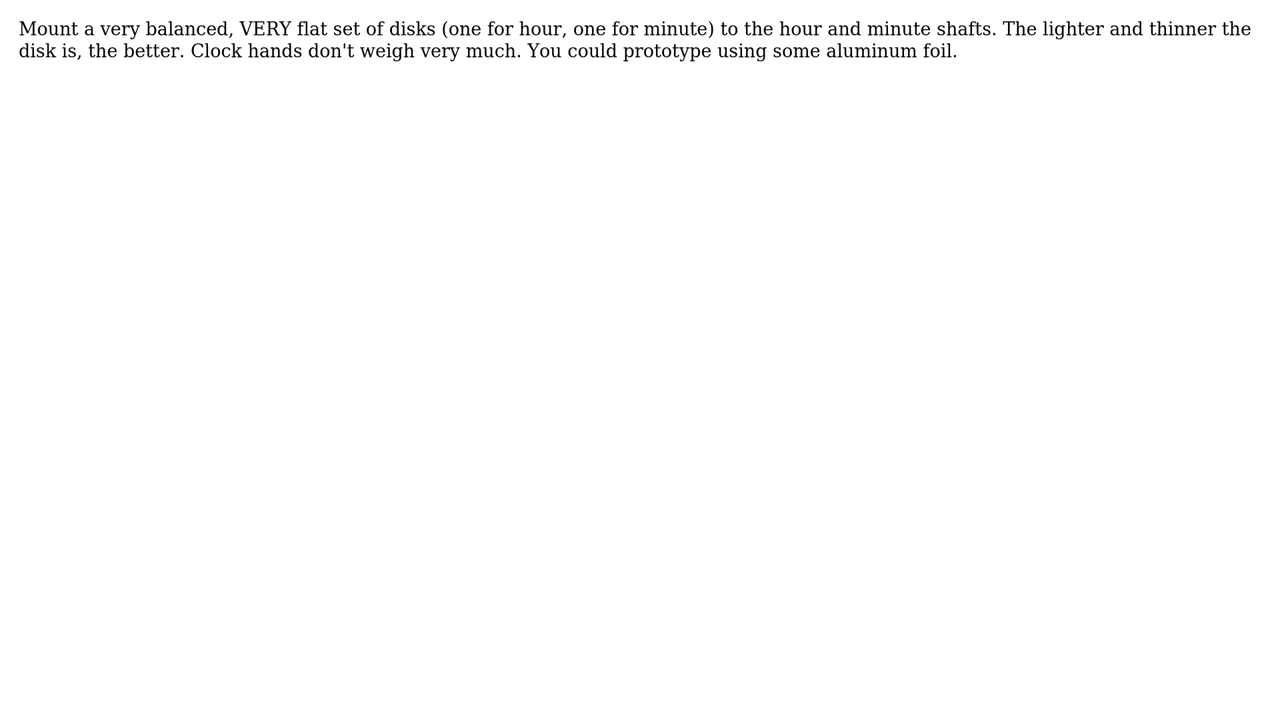 Mount a very balanced, VERY flat set of disks (one for hour, one for minute) to the hour and minute shafts. The lighter and thinner the
disk is, the better. Clock hands don't weigh very much. You could prototype using some aluminum foil.